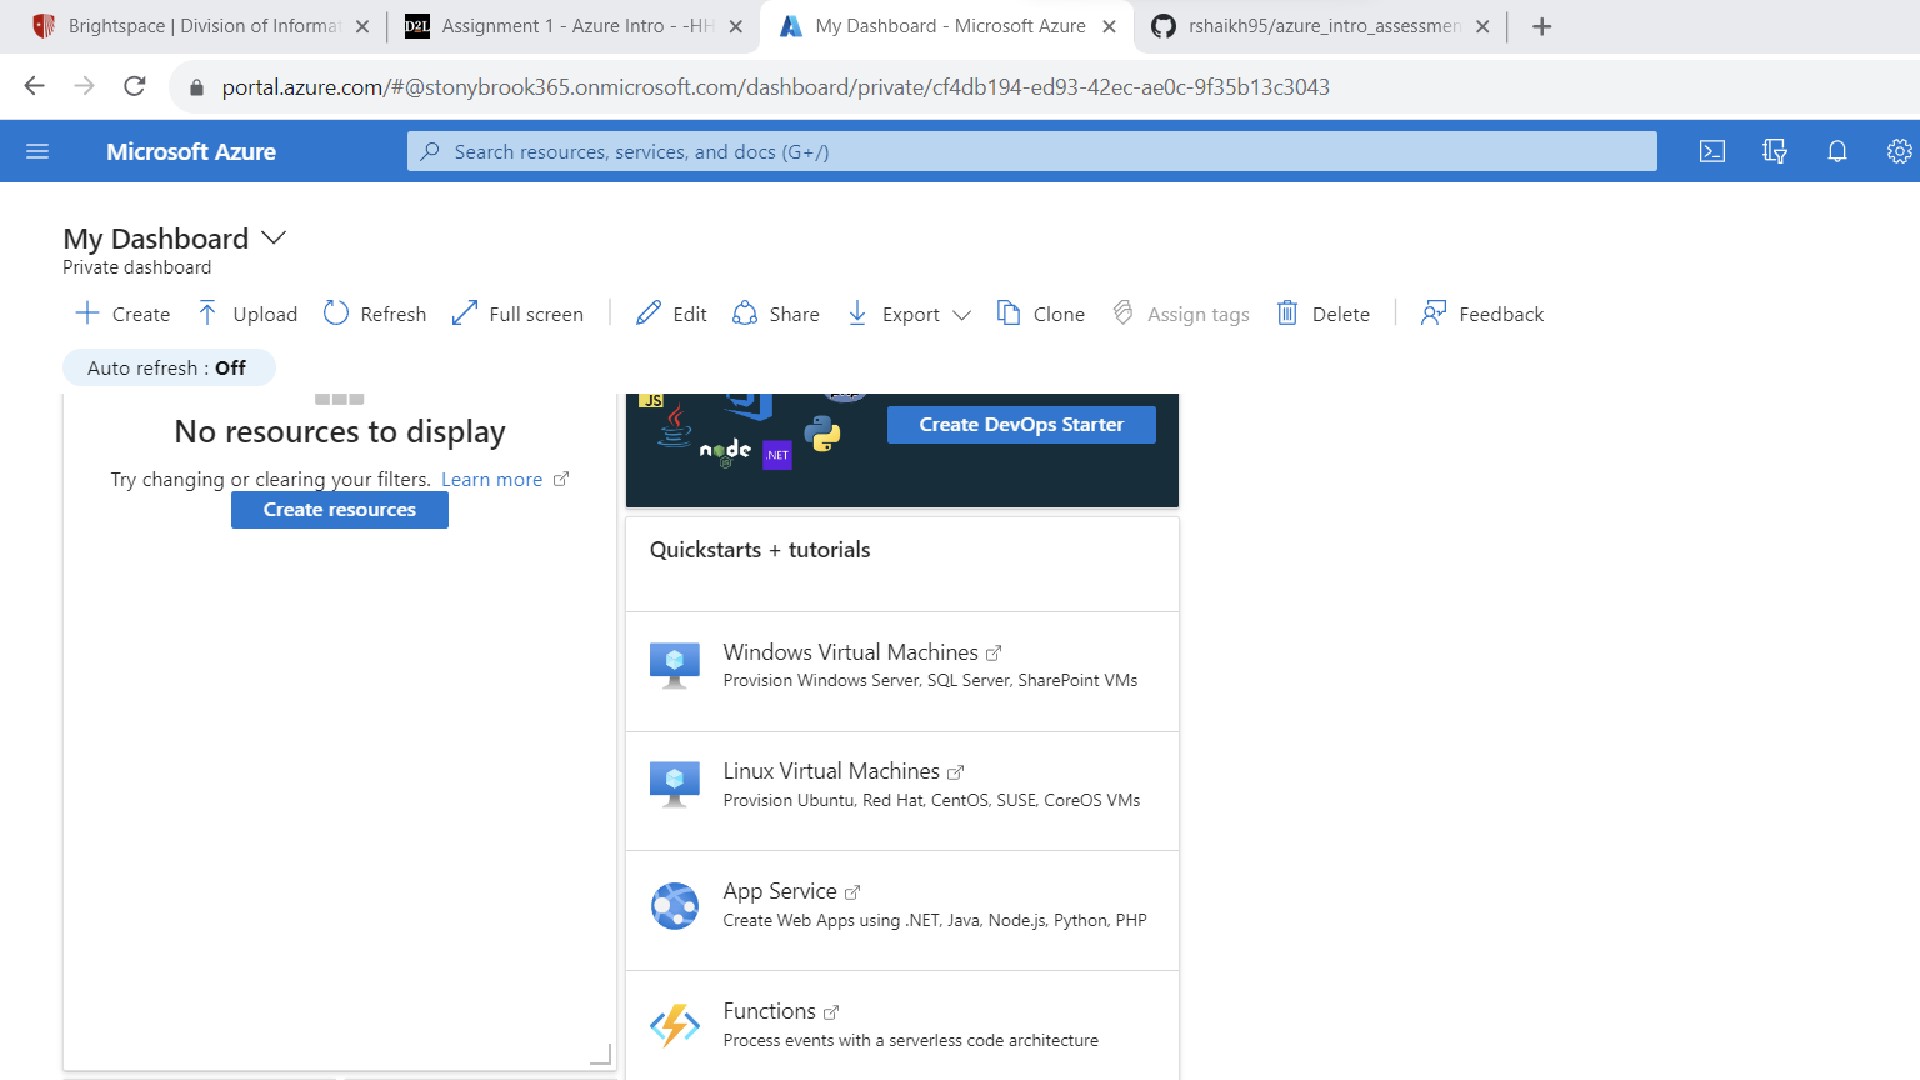 Brightspace | Division of Informat
D2L Assignment 1 - Azure Intro - -HH
My Dashboard - Microsoft Azure
rshaikh95/azure_intro_assessmen
portal.azure.com/#@stonybrook365.onmicrosoft.com/dashboard/private/cf4db194-ed93-42ec-ae0c-9f35b13c3043
Microsoft Azure
Search resources, services, and docs (G+/)
My Dashboard
Private dashboard
Create Upload Refresh Full screen Edit Share Export Clone Assign tags Delete Feedback
Auto refresh : Off
No resources to display
Try changing or clearing your filters. Learn more
Create resources
JS
node
.NET
Create DevOps Starter
Quickstarts + tutorials
Windows Virtual Machines
Provision Windows Server, SQL Server, SharePoint VMs
Linux Virtual Machines
Provision Ubuntu, Red Hat, CentOS, SUSE, CoreOS VMs
App Service
Create Web Apps using .NET, Java, Node.js, Python, PHP
Functions
Process events with a serverless code architecture